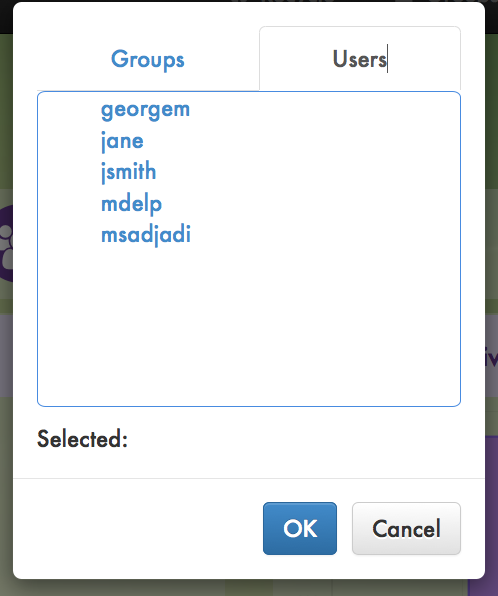 Groups
Users
georgem
jane
jsmith
mdelp
msadjadi
Selected:
OK
Cancel